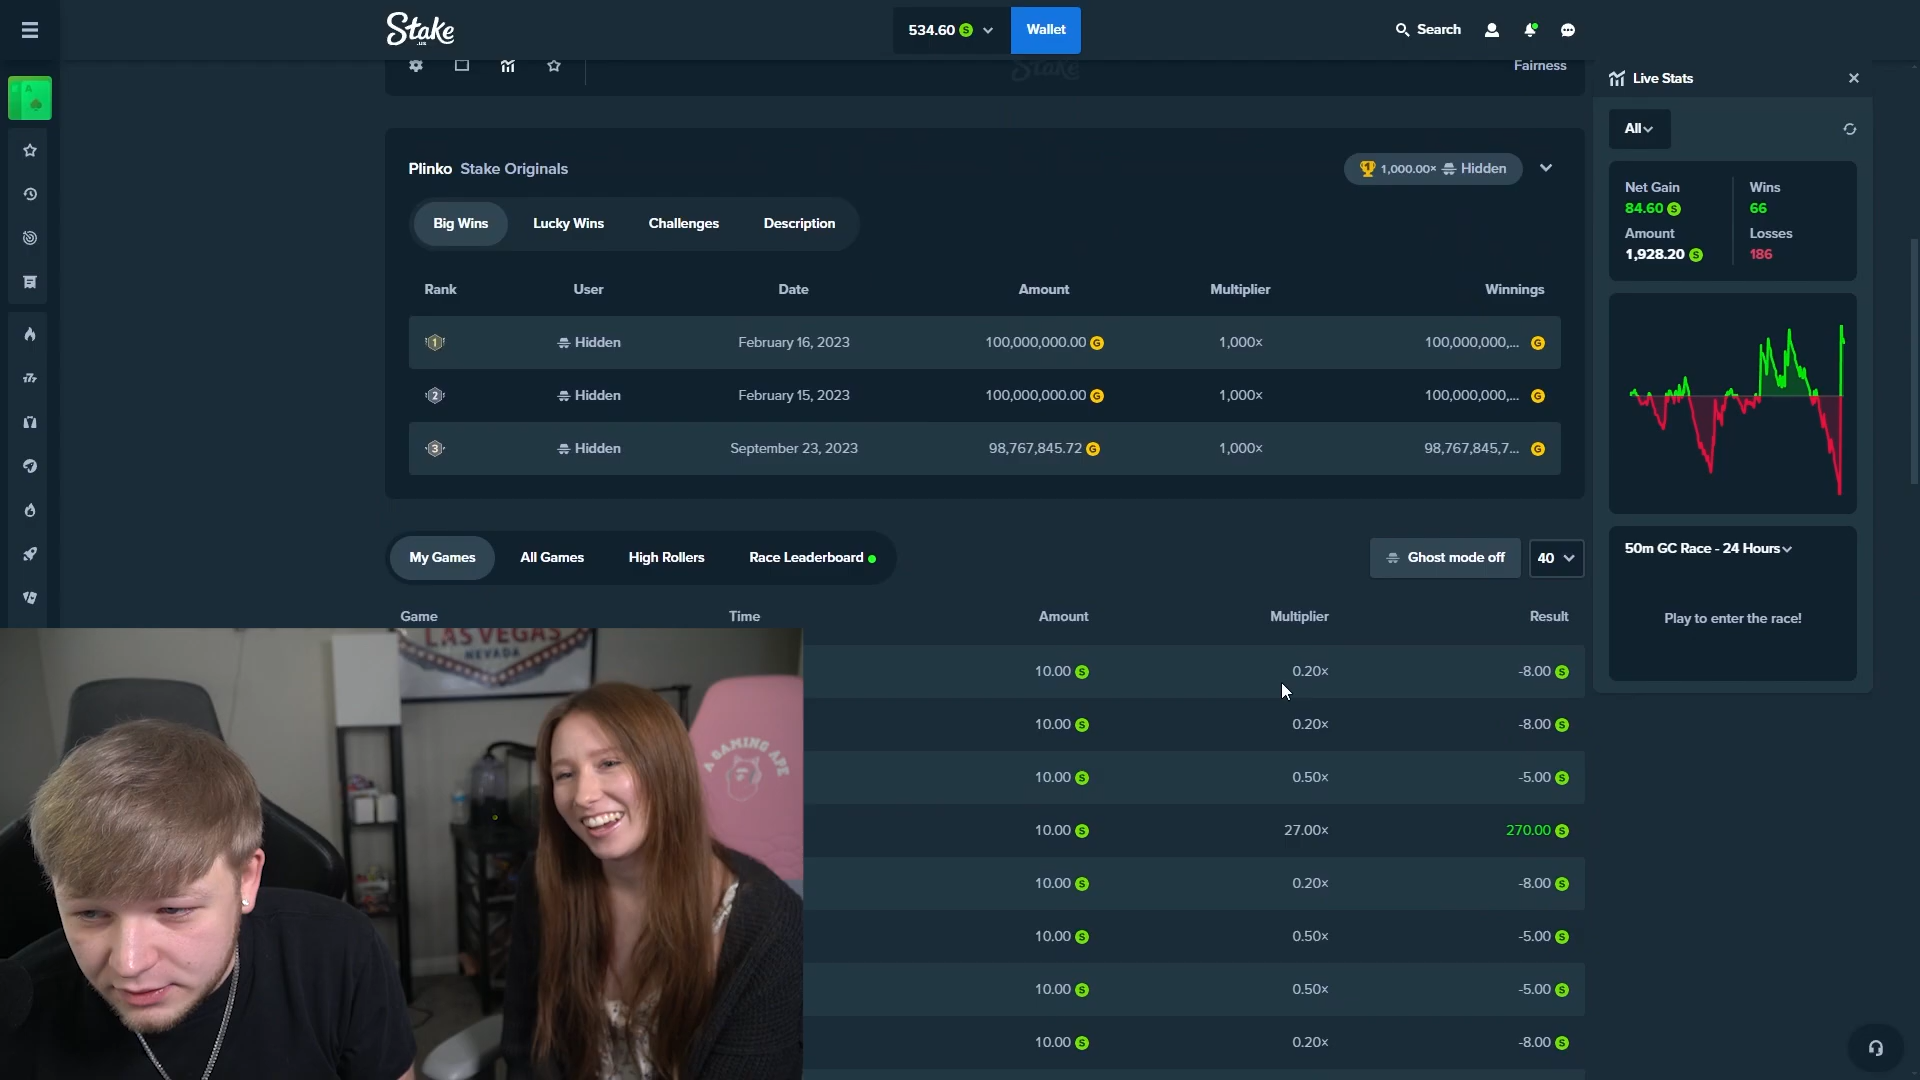 Stake
.us
534.60
Wallet
Search
Stake
Fairness
Live Stats
All
Plinko Stake Originals
1,000.00× Hidden
Net Gain
84.60
Wins
66
Amount
1,928.20
Losses
186
Big Wins Lucky Wins Challenges Description
Rank User Date Amount Multiplier Winnings
1 Hidden February 16, 2023 100,000,000.00 1,000× 100,000,000,...
2 Hidden February 15, 2023 100,000,000.00 1,000× 100,000,000,...
3 Hidden September 23, 2023 98,767,845.72 1,000× 98,767,845,7...
50m GC Race - 24 Hours
Play to enter the race!
My Games All Games High Rollers Race Leaderboard
Ghost mode off 40
Game Time Amount Multiplier Result
10.00 0.20× -8.00
10.00 0.20× -8.00
10.00 0.50× -5.00
10.00 27.00× 270.00
10.00 0.20× -8.00
10.00 0.50× -5.00
10.00 0.50× -5.00
10.00 0.20× -8.00
LAS VEGAS
NEVADA
A GAMING APE